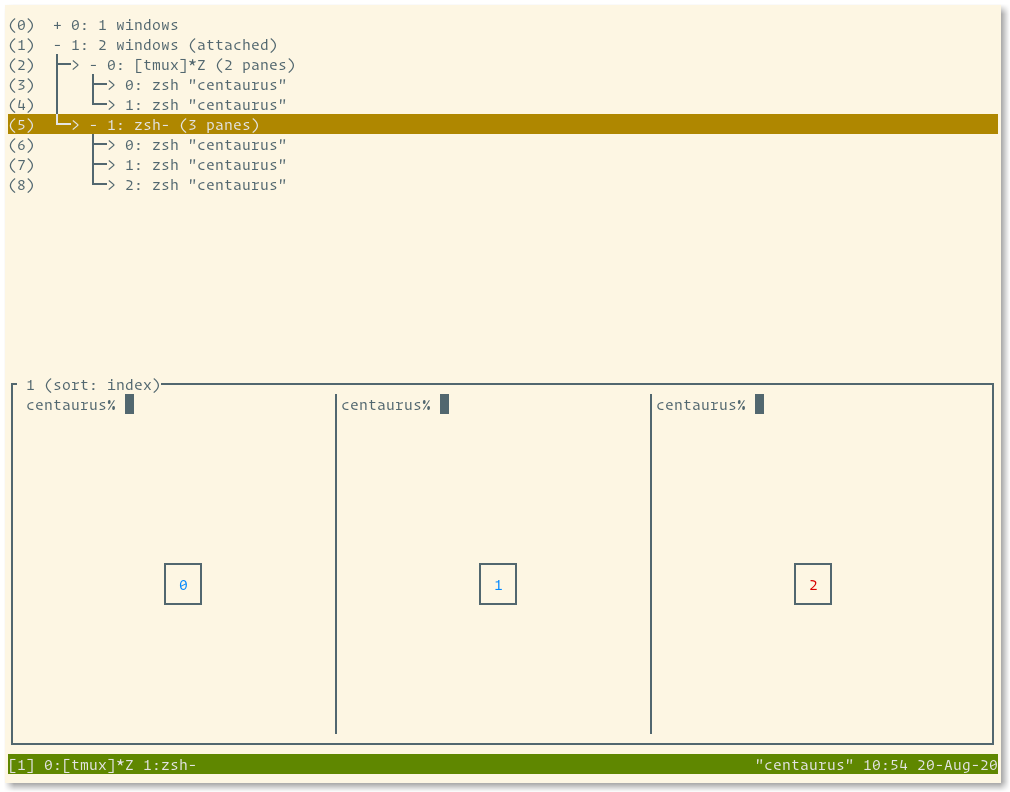 (0)  + 0: 1 windows
(1)  - 1: 2 windows (attached)
(2)  ├─> - 0: [tmux]*Z (2 panes)
(3)  │   ├─> 0: zsh "centaurus"
(4)  │   └─> 1: zsh "centaurus"
(5)  └─> - 1: zsh- (3 panes)
(6)      ├─> 0: zsh "centaurus"
(7)      ├─> 1: zsh "centaurus"
(8)      └─> 2: zsh "centaurus"
1 (sort: index)
centaurus% centaurus% centaurus%
0 1 2
[1] 0:[tmux]*Z 1:zsh- "centaurus" 10:54 20-Aug-20